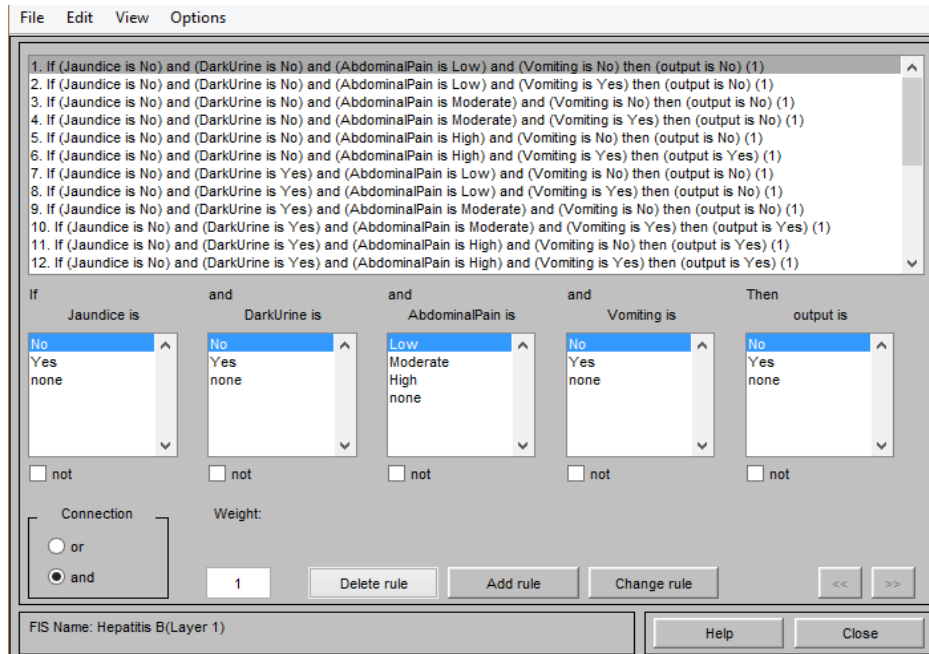 File Edit View Options
1. If (Jaundice is No) and (DarkUrine is No) and (AbdominalPain is Low) and (Vomiting is No) then (output is No) (1)
2. If (Jaundice is No) and (DarkUrine is No) and (AbdominalPain is Low) and (Vomiting is Yes) then (output is No) (1)
3. If (Jaundice is No) and (DarkUrine is No) and (AbdominalPain is Moderate) and (Vomiting is No) then (output is No) (1)
4. If (Jaundice is No) and (DarkUrine is No) and (AbdominalPain is Moderate) and (Vomiting is Yes) then (output is No) (1)
5. If (Jaundice is No) and (DarkUrine is No) and (AbdominalPain is High) and (Vomiting is No) then (output is No) (1)
6. If (Jaundice is No) and (DarkUrine is No) and (AbdominalPain is High) and (Vomiting is Yes) then (output is Yes) (1)
7. If (Jaundice is No) and (DarkUrine is Yes) and (AbdominalPain is Low) and (Vomiting is No) then (output is No) (1)
8. If (Jaundice is No) and (DarkUrine is Yes) and (AbdominalPain is Low) and (Vomiting is Yes) then (output is No) (1)
9. If (Jaundice is No) and (DarkUrine is Yes) and (AbdominalPain is Moderate) and (Vomiting is No) then (output is No) (1)
10. If (Jaundice is No) and (DarkUrine is Yes) and (AbdominalPain is Moderate) and (Vomiting is Yes) then (output is Yes) (1)
11. If (Jaundice is No) and (DarkUrine is Yes) and (AbdominalPain is High) and (Vomiting is No) then (output is Yes) (1)
12. If (Jaundice is No) and (DarkUrine is Yes) and (AbdominalPain is High) and (Vomiting is Yes) then (output is Yes) (1)
If and and and Then
Jaundice is DarkUrine is AbdominalPain is Vomiting is output is
No No Low No No
Yes Yes Moderate Yes Yes
none none High none none
none
not not not not not
Connection Weight:
or
and 1 Delete rule Add rule Change rule << >>
FIS Name: Hepatitis B(Layer 1) Help Close